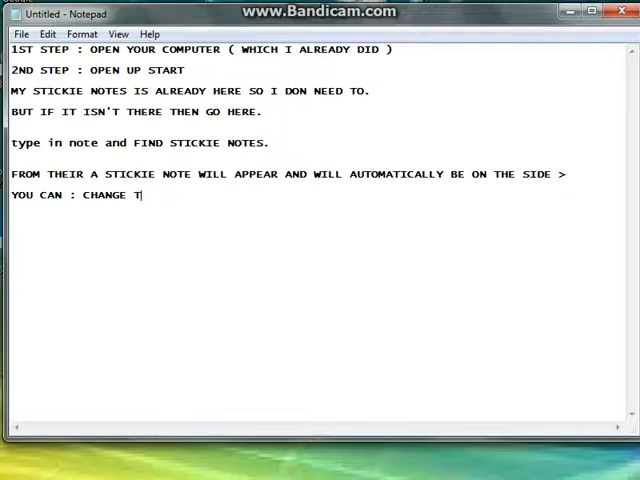 www.Bandicam.com
Untitled - Notepad
File Edit Format View Help
1ST STEP : OPEN YOUR COMPUTER ( WHICH I ALREADY DID )
2ND STEP : OPEN UP START
MY STICKIE NOTES IS ALREADY HERE SO I DON NEED TO.
BUT IF IT ISN'T THERE THEN GO HERE.
type in note and FIND STICKIE NOTES.
FROM THEIR A STICKIE NOTE WILL APPEAR AND WILL AUTOMATICALLY BE ON THE SIDE >
YOU CAN : CHANGE T